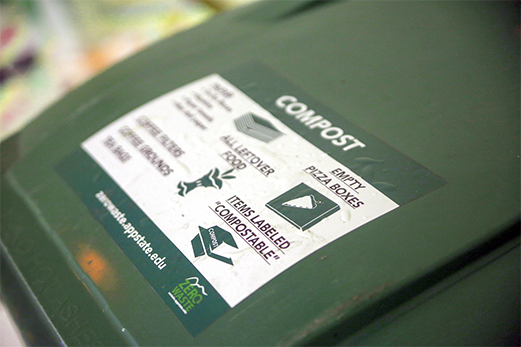 COMPOST
ALL LEFTOVER
FOOD
EMPTY
PIZZA BOXES
COFFEE FILTERS
COFFEE GROUNDS
TEA BAGS
ITEMS LABELED
"COMPOSTABLE"
COMPOST
zerowaste.appstate.edu
ZERO
WASTE